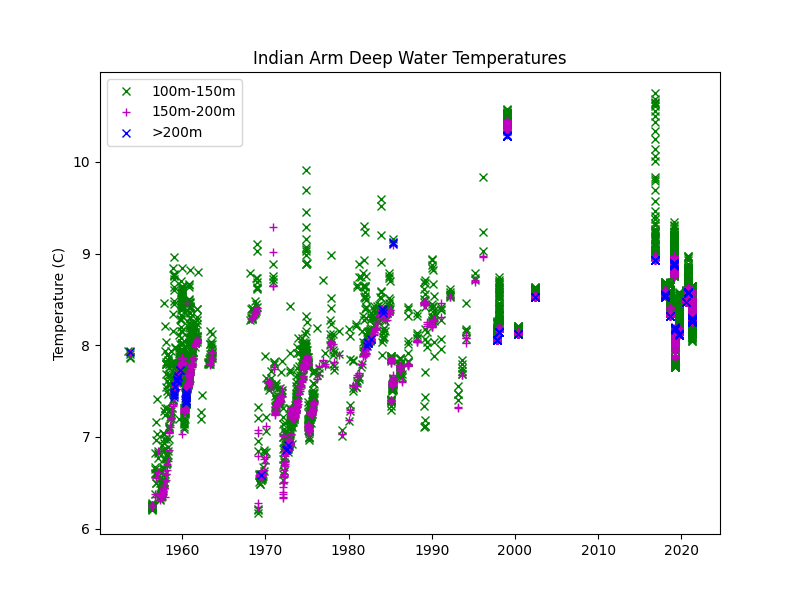 Indian Arm Deep Water Temperatures
100m-150m
150m-200m
>200m
Temperature (C)
10
9
8
7
6
1960 1970 1980 1990 2000 2010 2020